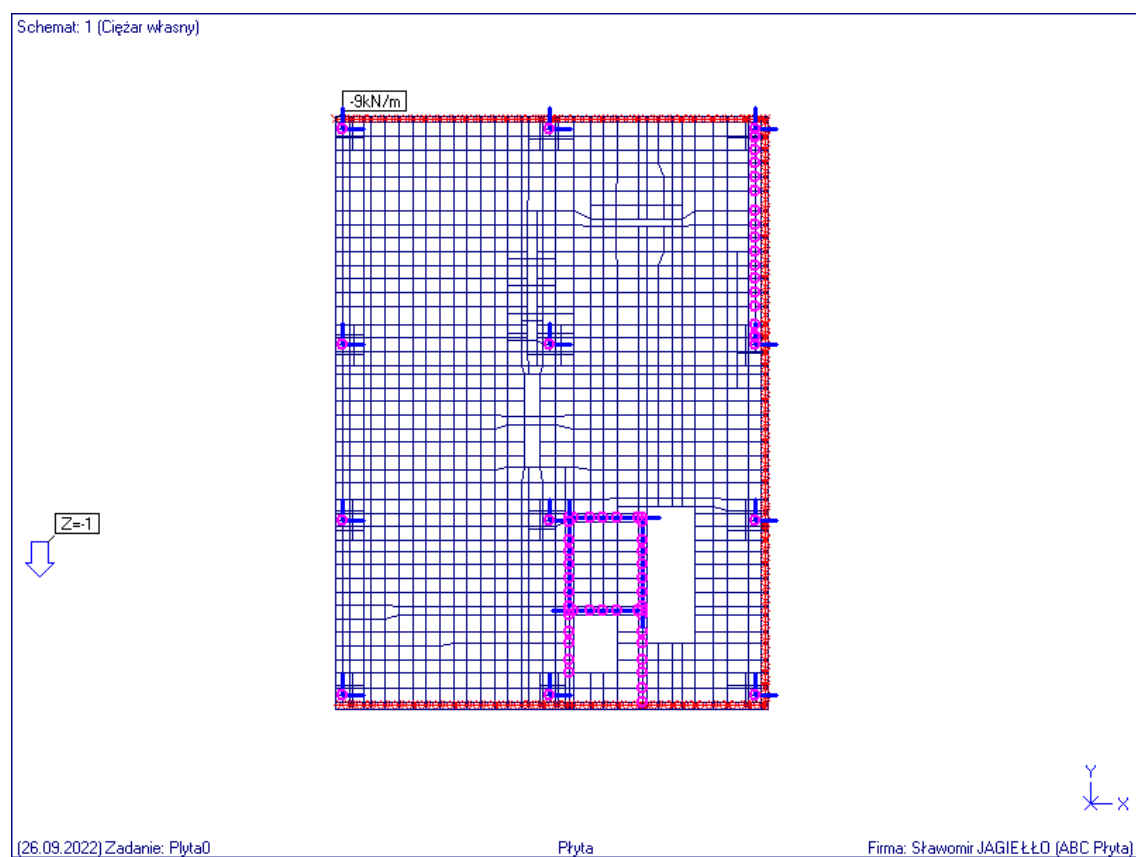 Schemat: 1 (Ciężar własny)
-9kN/m
Z=-1
Y
X
(26.09.2022) Zadanie: Plyta0 Płyta Firma: Sławomir JAGIEŁŁO (ABC Płyta)